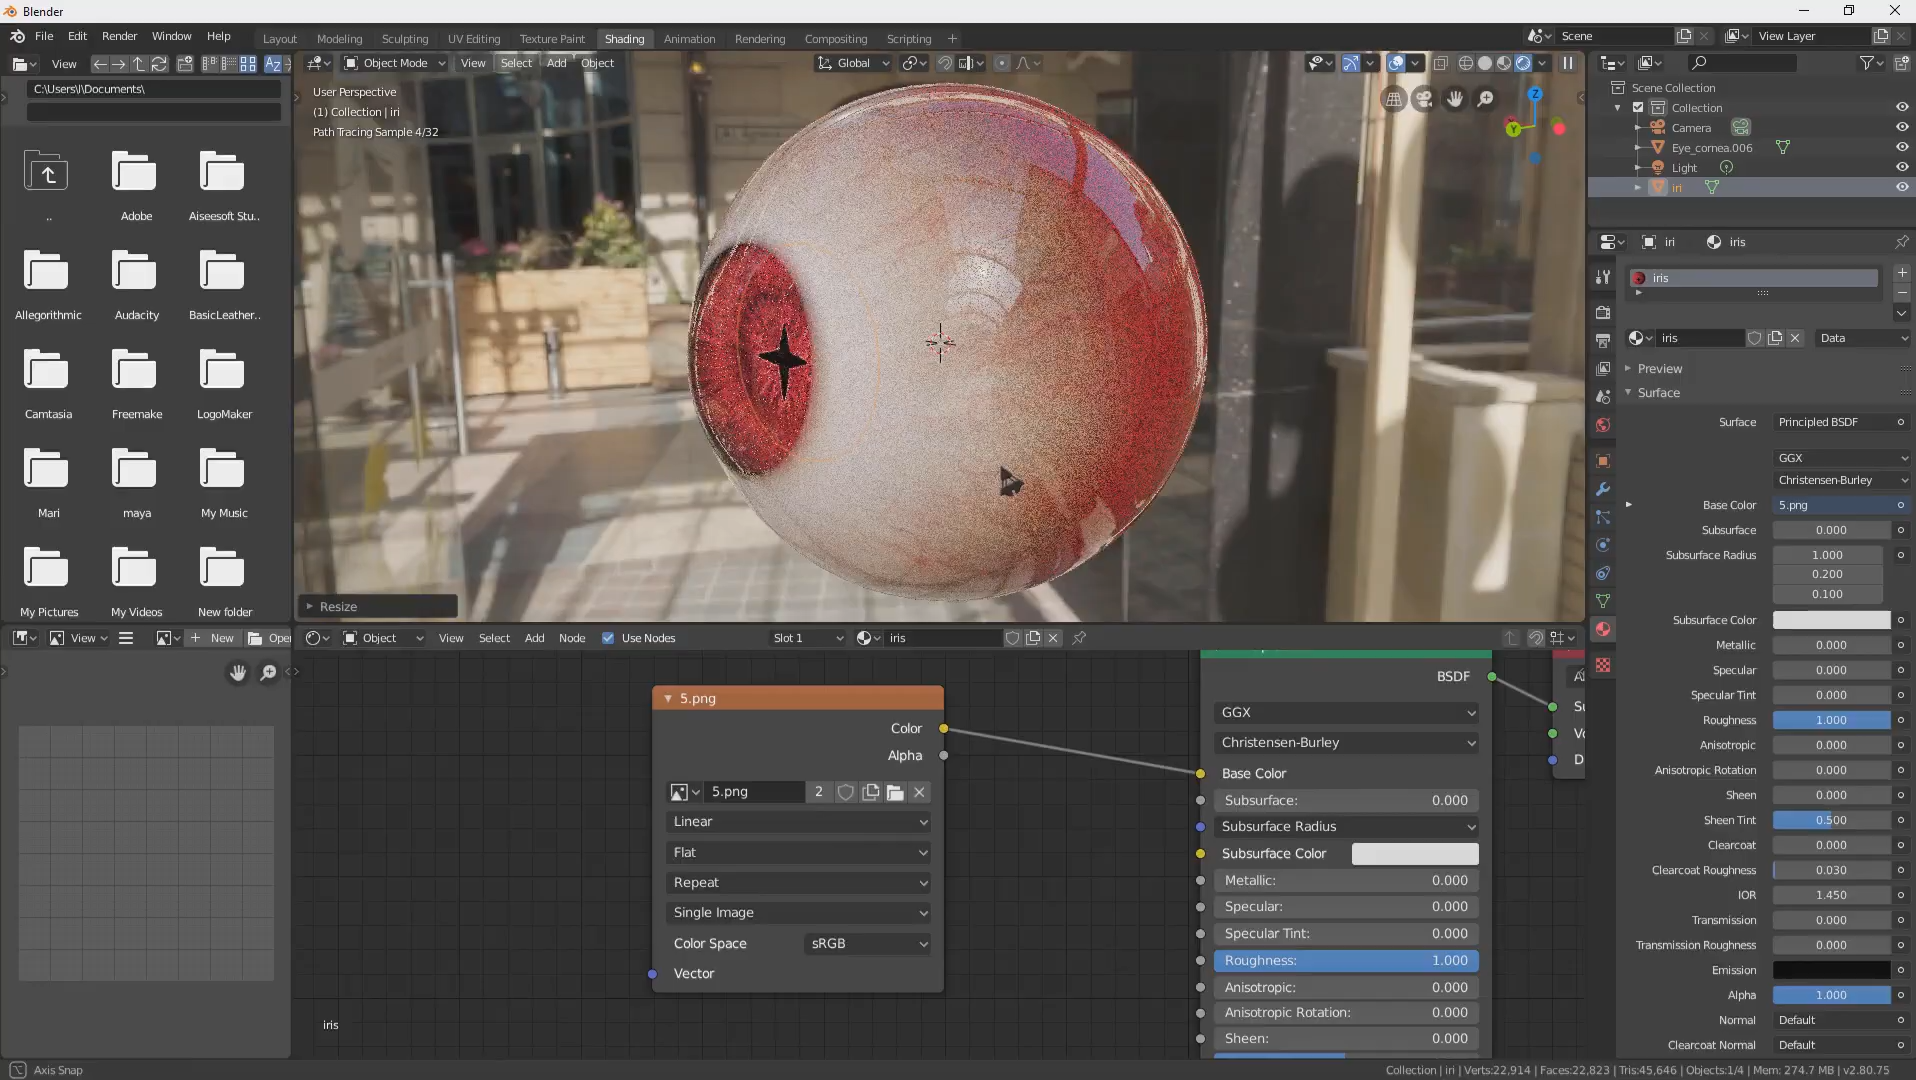 Blender
File Edit Render Window Help
Layout Modeling Sculpting UV Editing Texture Paint Shading Animation Rendering Compositing Scripting
Scene
View Layer
View
C:\Users\I\Documents\
..
Adobe
Aiseesoft Stu..
Allegorithmic
Audacity
BasicLeather..
Camtasia
Freemake
LogoMaker
Mari
maya
My Music
My Pictures
My Videos
New folder
Object Mode View Select Add Object
Global
User Perspective
(1) Collection | iri
Path Tracing Sample 4/32
Z
Y
Resize
Scene Collection
Collection
Camera
Eye_cornea.006
Light
iri
iri iris
iris
iris Data
Preview
Surface
Surface Principled BSDF
GGX
Christensen-Burley
Base Color 5.png
Subsurface 0.000
Subsurface Radius 1.000
0.200
0.100
Subsurface Color
Metallic 0.000
Specular 0.000
Specular Tint 0.000
Roughness 1.000
Anisotropic 0.000
Anisotropic Rotation 0.000
Sheen 0.000
Sheen Tint 0.500
Clearcoat 0.000
Clearcoat Roughness 0.030
IOR 1.450
Transmission 0.000
Transmission Roughness 0.000
Emission
Alpha 1.000
Normal Default
Clearcoat Normal Default
View New Open
Object View Select Add Node Use Nodes Slot 1 iris
5.png
Color
Alpha
5.png 2
Linear
Flat
Repeat
Single Image
Color Space sRGB
Vector
BSDF
GGX
Christensen-Burley
Base Color
Subsurface: 0.000
Subsurface Radius
Subsurface Color
Metallic: 0.000
Specular: 0.000
Specular Tint: 0.000
Roughness: 1.000
Anisotropic: 0.000
Anisotropic Rotation: 0.000
Sheen: 0.000
iris
Axis Snap
Collection | iri | Verts:22,914 | Faces:22,823 | Tris:45,646 | Objects:1/4 | Mem: 274.7 MB | v2.80.75